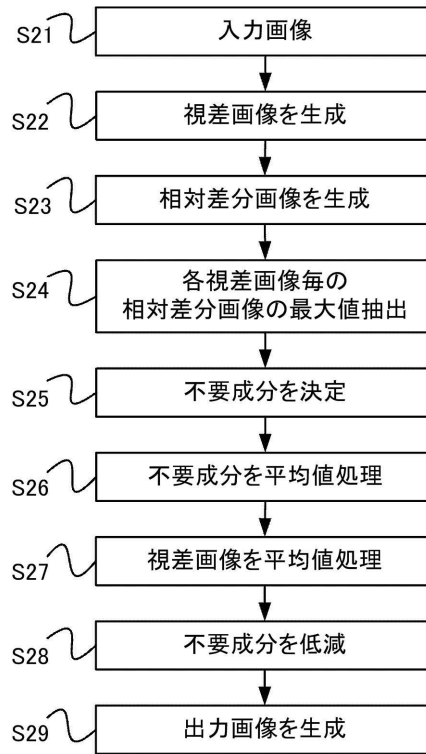 S21 入力画像
S22 視差画像を生成
S23 相対差分画像を生成
S24 各視差画像毎の
相対差分画像の最大値抽出
S25 不要成分を決定
S26 不要成分を平均値処理
S27 視差画像を平均値処理
S28 不要成分を低減
S29 出力画像を生成